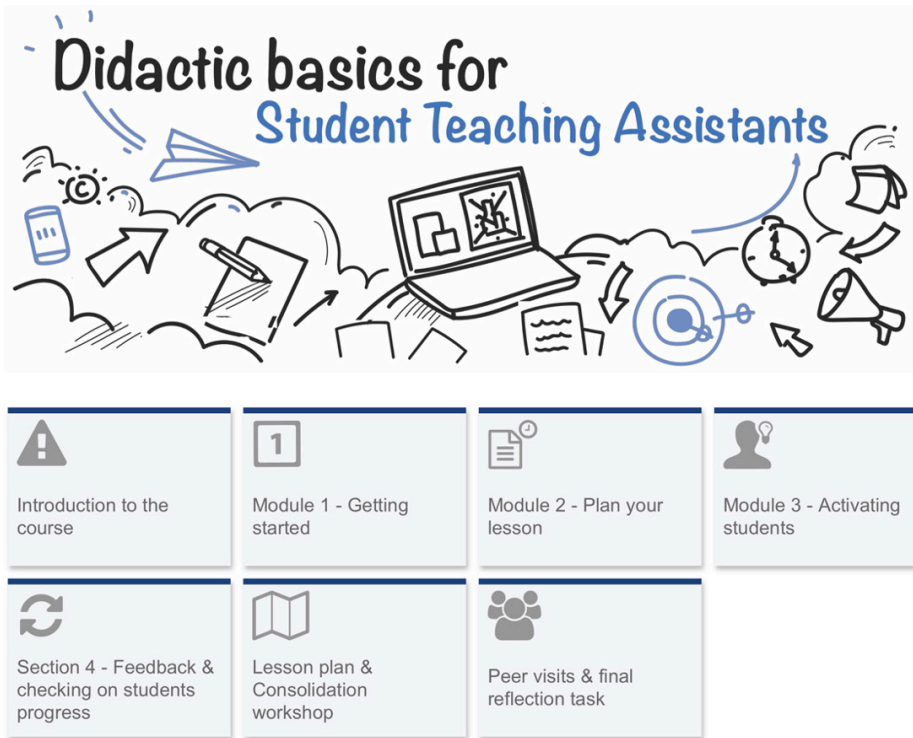 Didactic basics for
Student Teaching Assistants
©
Introduction to the
course
1
Module 1 - Getting
started
Module 2 - Plan your
lesson
Module 3 - Activating
students
Section 4 - Feedback &
checking on students
progress
Lesson plan &
Consolidation
workshop
Peer visits & final
reflection task